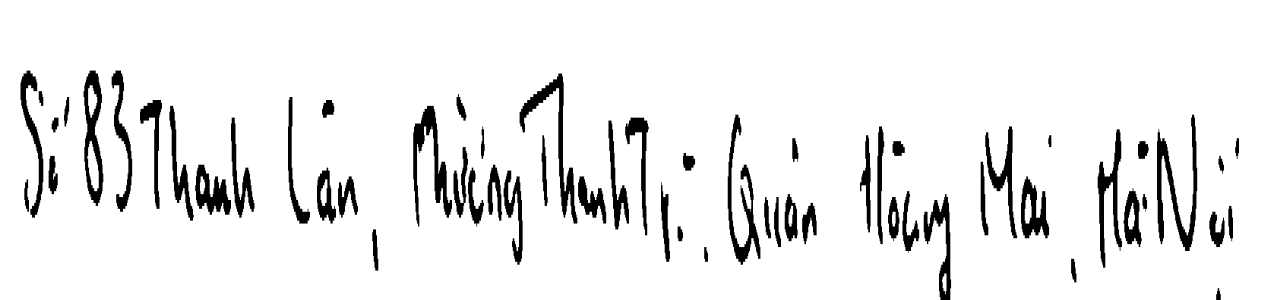 Số 83 Thanh Lân, Phường Thanh Trì, Quận Hoàng Mai, Hà Nội